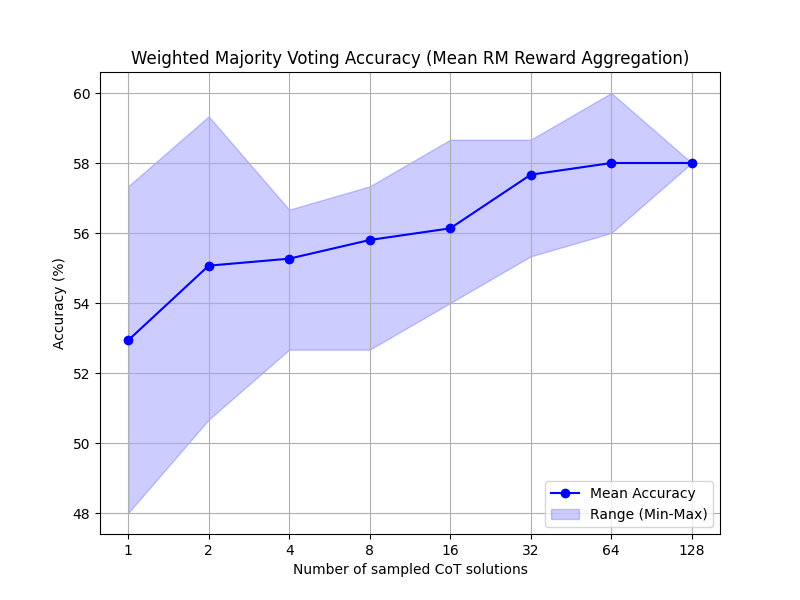 Weighted Majority Voting Accuracy (Mean RM Reward Aggregation)
Accuracy (%)
60
58
56
54
52
50
48
Mean Accuracy
Range (Min-Max)
1 2 4 8 16 32 64 128
Number of sampled CoT solutions